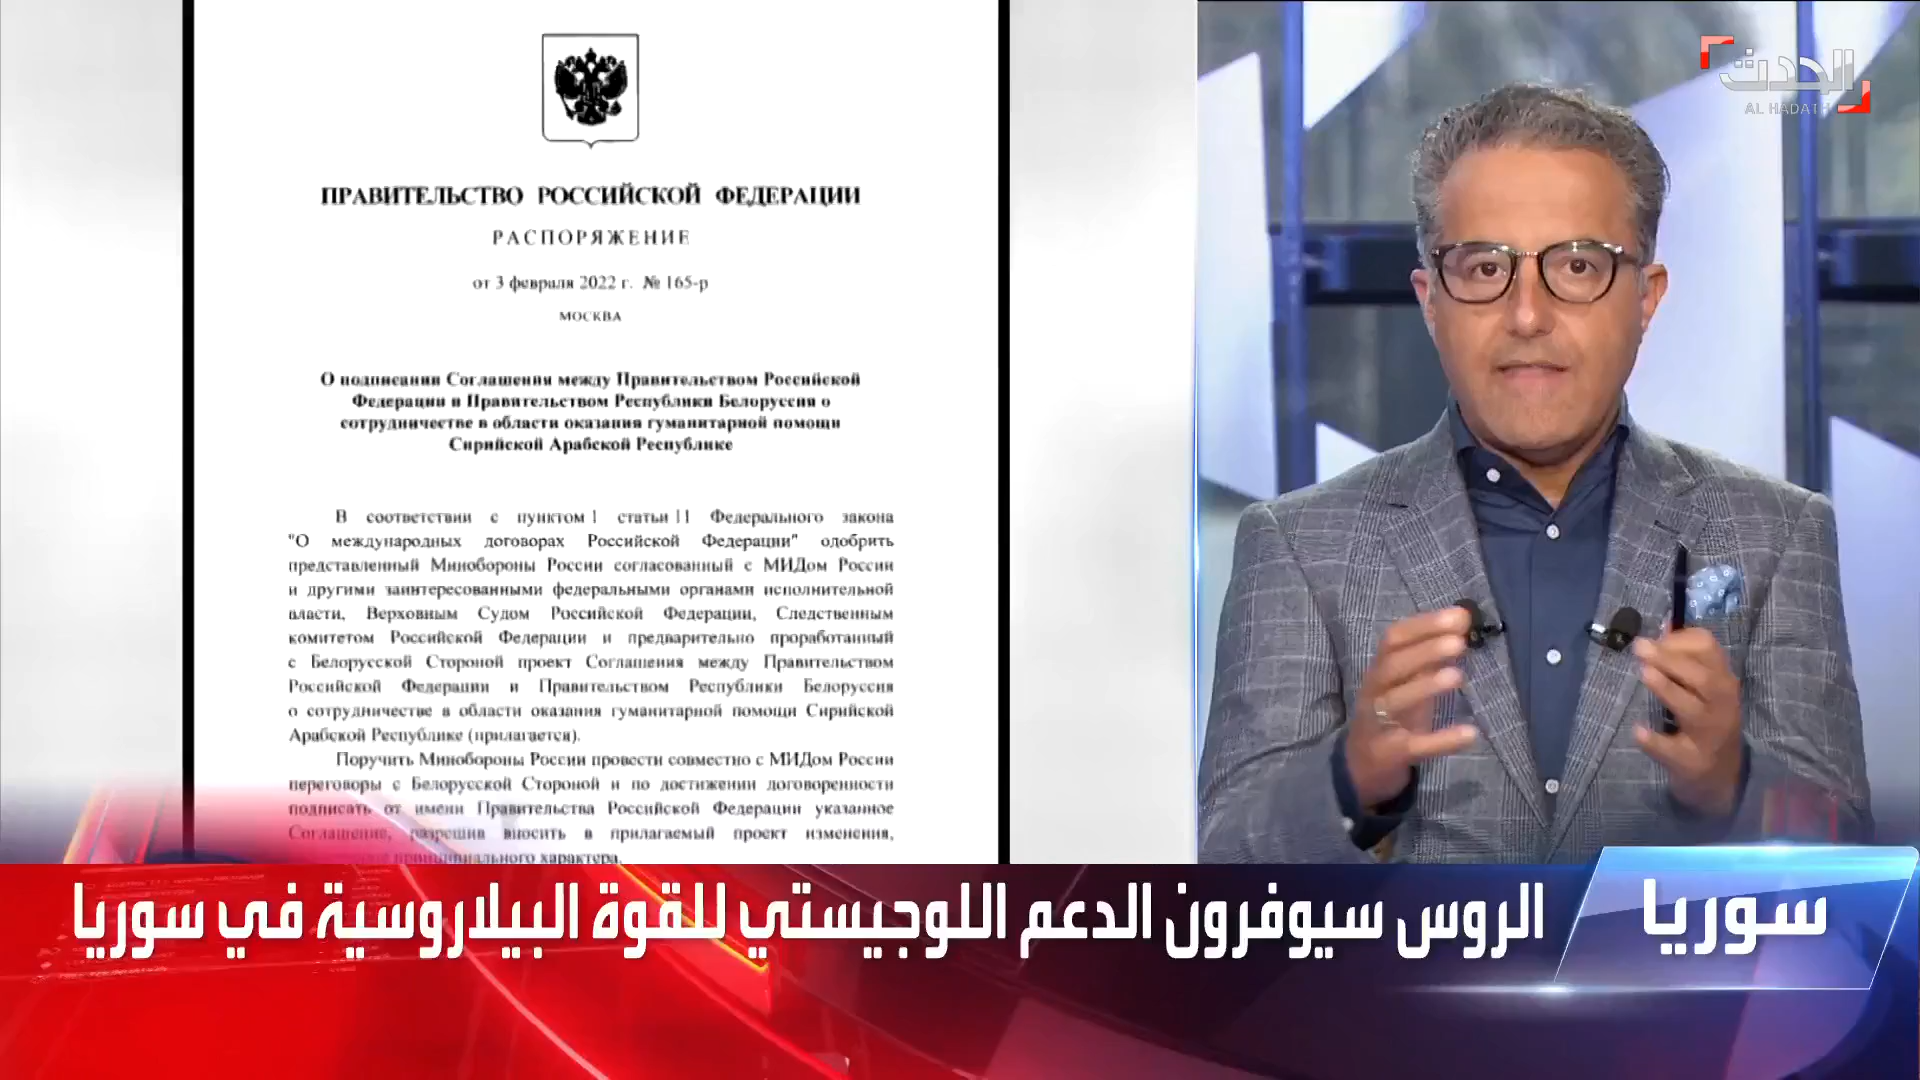 ПРАВИТЕЛЬСТВО РОССИЙСКОЙ ФЕДЕРАЦИИ
РАСПОРЯЖЕНИЕ
от 3 февраля 2022 г. № 165-р
МОСКВА
О подписании Соглашения между Правительством Российской
Федерации и Правительством Республики Белоруссия о
сотрудничестве в области оказания гуманитарной помощи
Сирийской Арабской Республике
В соответствии с пунктом 1 статьи 11 Федерального закона
"О международных договорах Российской Федерации" одобрить
представленный Минобороны России согласованный с МИДом России
и другими заинтересованными федеральными органами исполнительной
власти, Верховным Судом Российской Федерации, Следственным
комитетом Российской Федерации и предварительно проработанный
с Белорусской Стороной проект Соглашения между Правительством
Российской Федерации и Правительством Республики Белоруссия
о сотрудничестве в области оказания гуманитарной помощи Сирийской
Арабской Республике (прилагается).
Поручить Минобороны России провести совместно с МИДом России
переговоры с Белорусской Стороной и по достижении договоренности
подписать от имени Правительства Российской Федерации указанное
Соглашение, разрешив вносить в прилагаемый проект изменения,
принципиального характера.
الحدث
AL HADATH
سوريا
الروس سيوفرون الدعم اللوجيستي للقوة البيلاروسية في سوريا